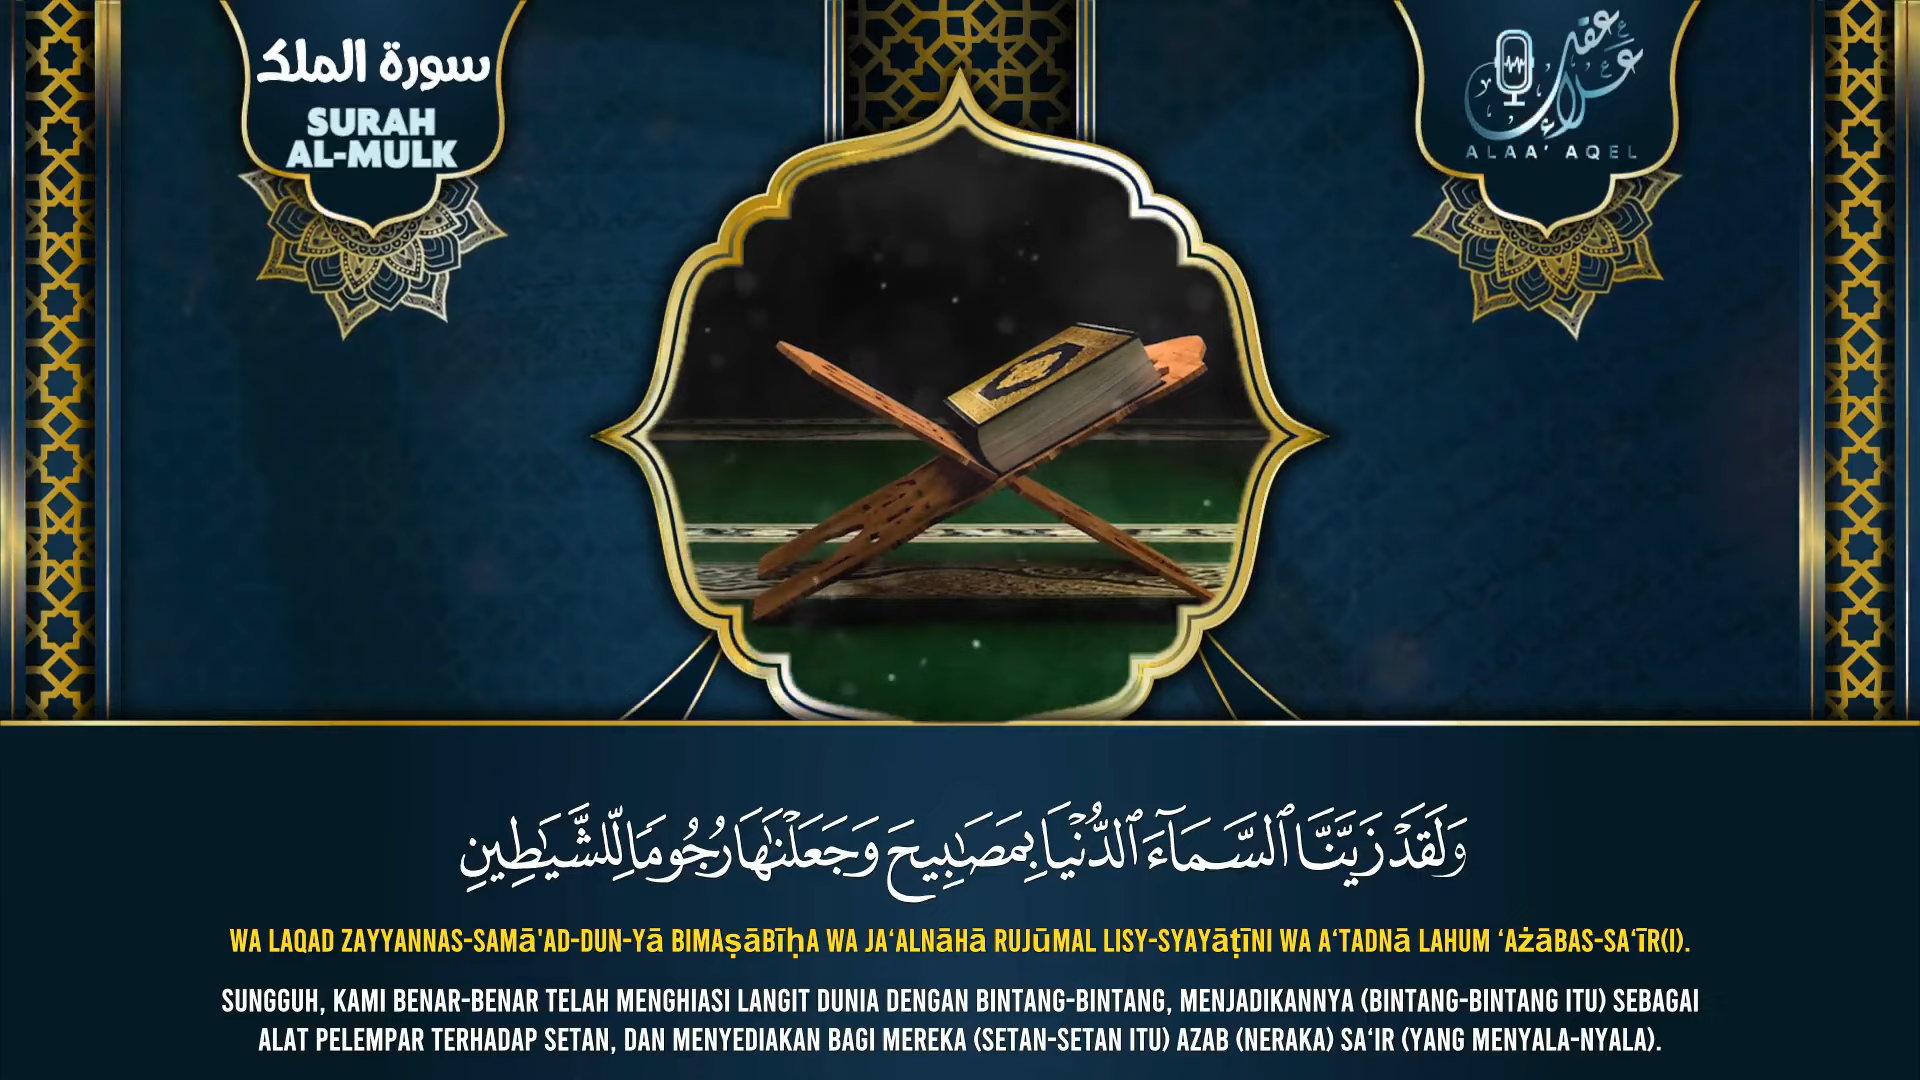 سورة الملك
SURAH
AL-MULK
علاء عقل
ALAA' AQEL
وَلَقَدْ زَيَّنَّا ٱلسَّمَآءَ ٱلدُّنْيَا بِمَصَٰبِيحَ وَجَعَلْنَٰهَا رُجُومًا لِّلشَّيَٰطِينِ
WA LAQAD ZAYYANNAS-SAMā'AD-DUN-Yā BIMAṣāBīḥA WA JA‘ALNāHā RUJūMAL LISY-SYAYāṭīNI WA A‘TADNā LAHUM ‘AżāBAS-SA‘īR(I).
SUNGGUH, KAMI BENAR-BENAR TELAH MENGHIASI LANGIT DUNIA DENGAN BINTANG-BINTANG, MENJADIKANNYA (BINTANG-BINTANG ITU) SEBAGAI
ALAT PELEMPAR TERHADAP SETAN, DAN MENYEDIAKAN BAGI MEREKA (SETAN-SETAN ITU) AZAB (NERAKA) SA‘IR (YANG MENYALA-NYALA).